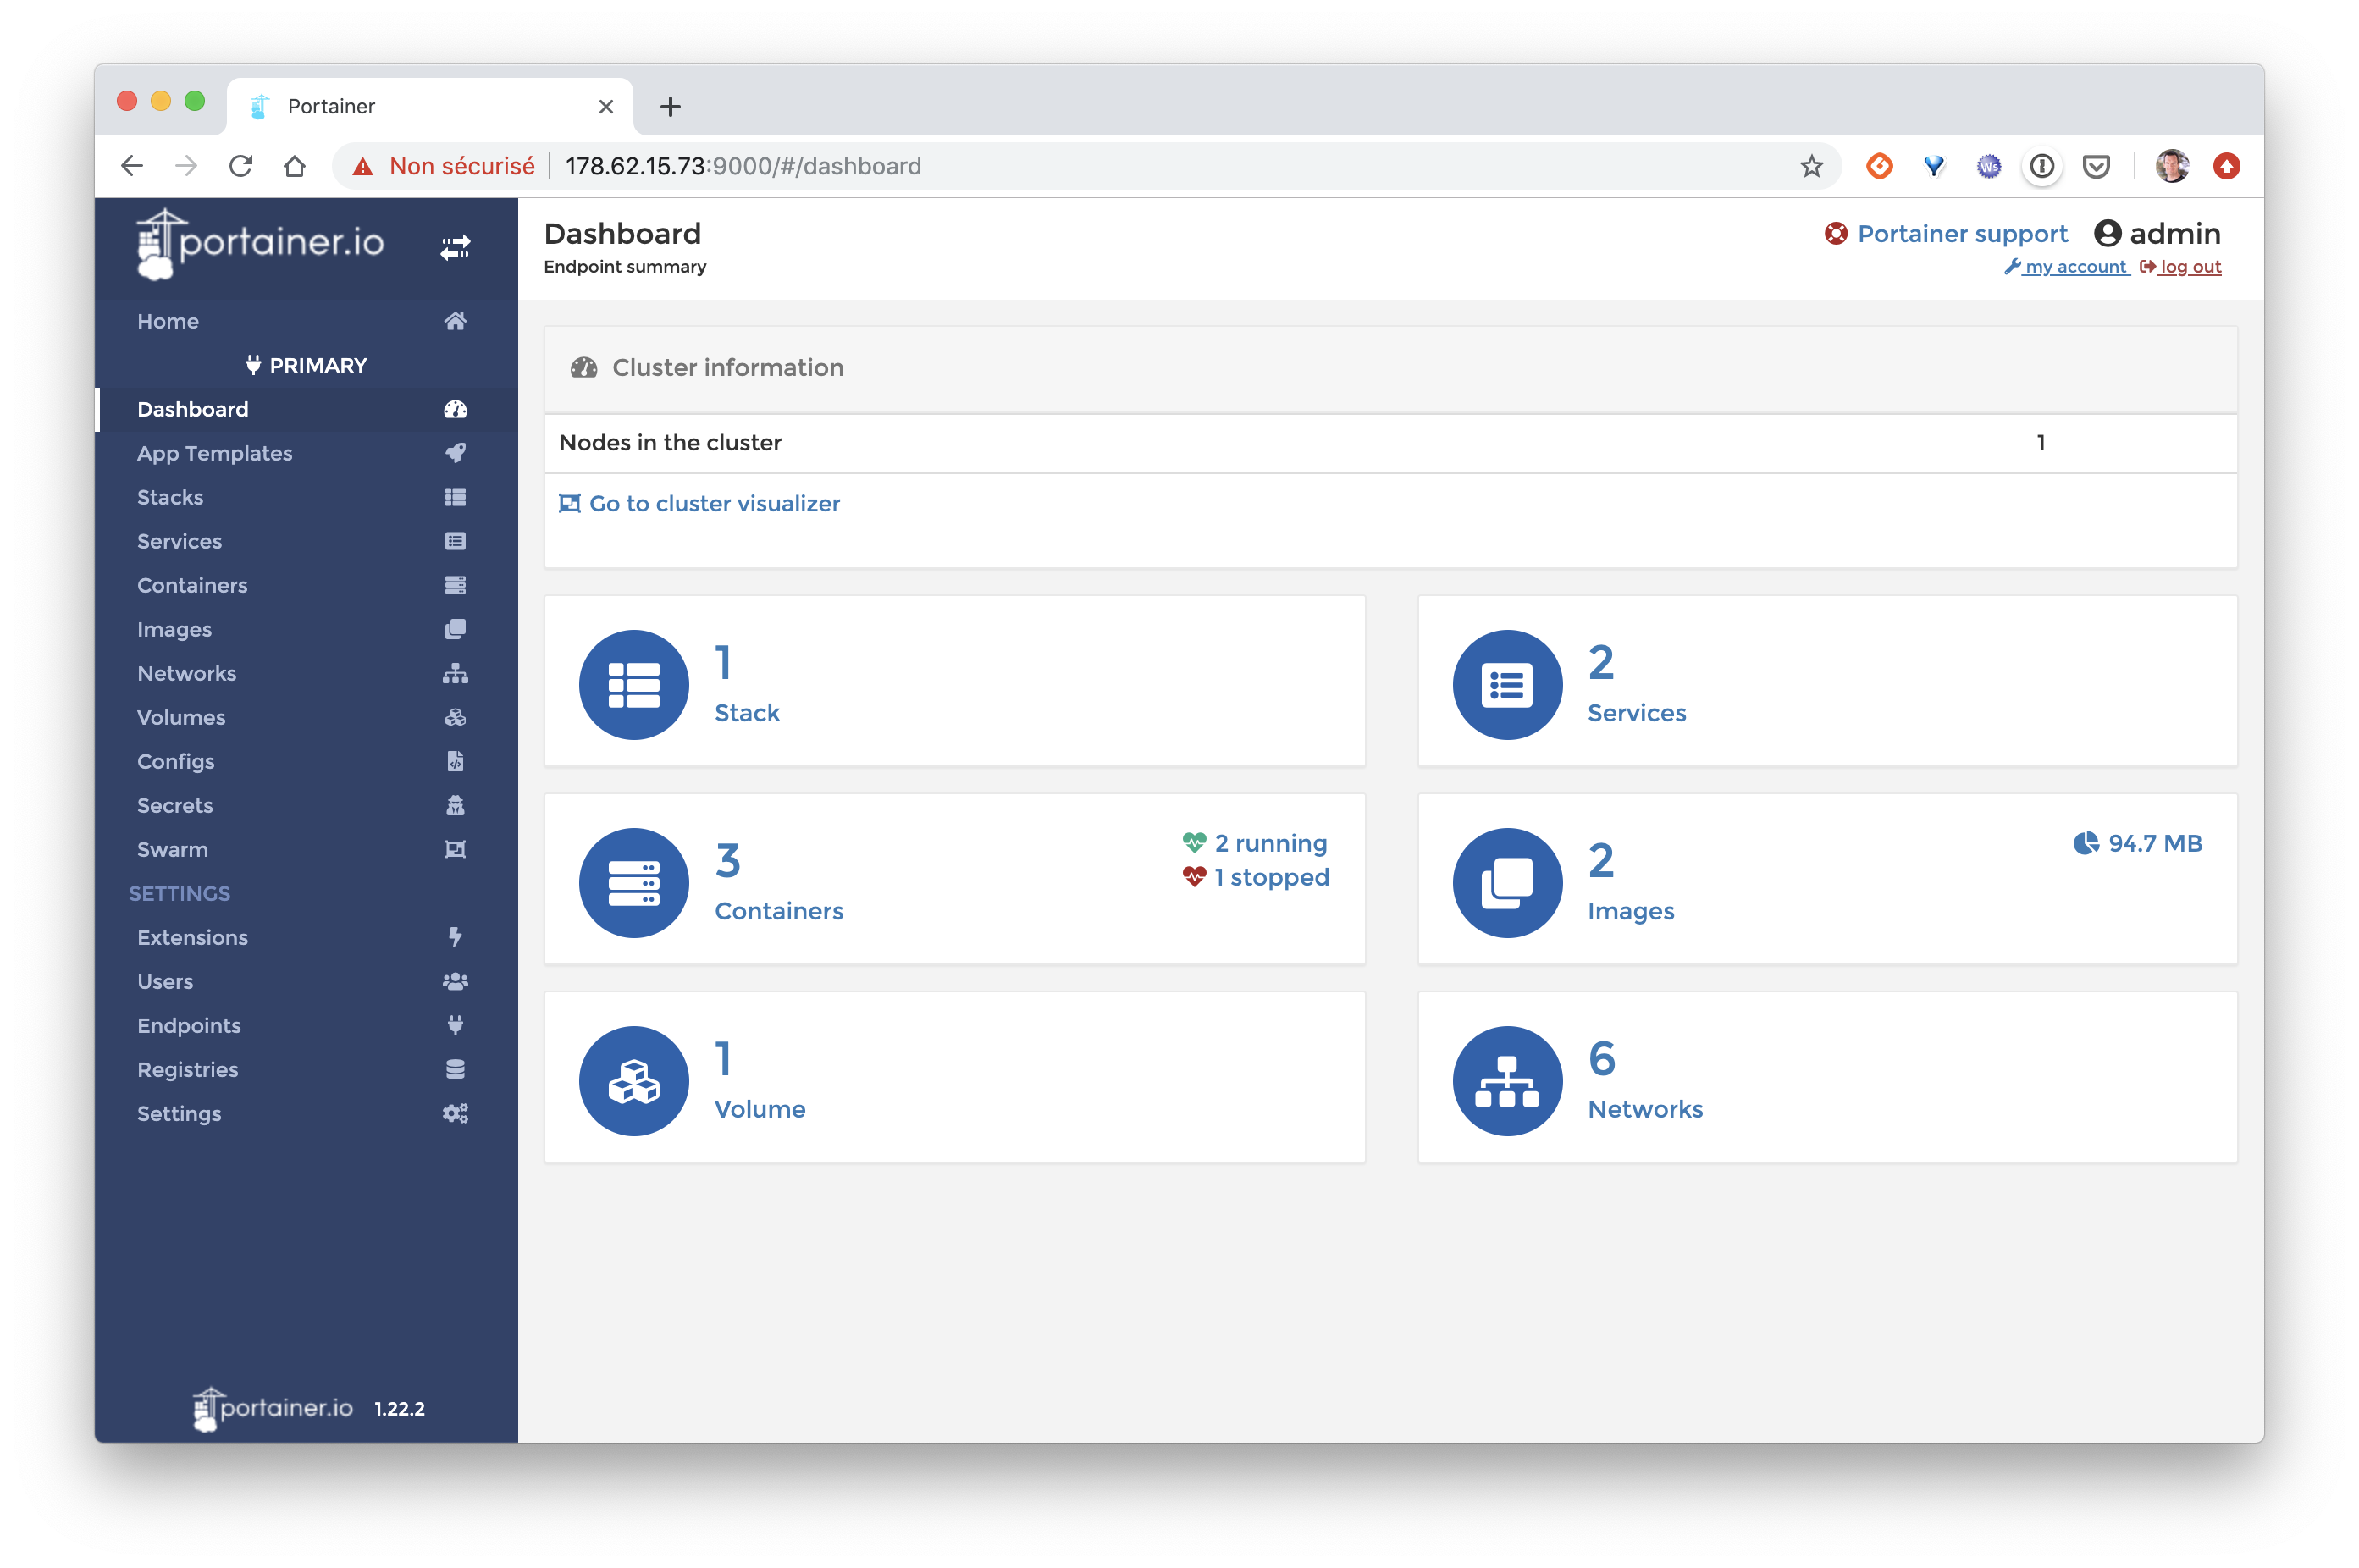 Portainer
Non sécurisé
178.62.15.73:9000/#/dashboard
portainer.io
Home
PRIMARY
Dashboard
App Templates
Stacks
Services
Containers
Images
Networks
Volumes
Configs
Secrets
Swarm
SETTINGS
Extensions
Users
Endpoints
Registries
Settings
portainer.io 1.22.2
Dashboard
Endpoint summary
Portainer support
admin
my account
log out
Cluster information
Nodes in the cluster 1
Go to cluster visualizer
1
Stack
2
Services
3
Containers
2 running
1 stopped
2
Images
94.7 MB
1
Volume
6
Networks